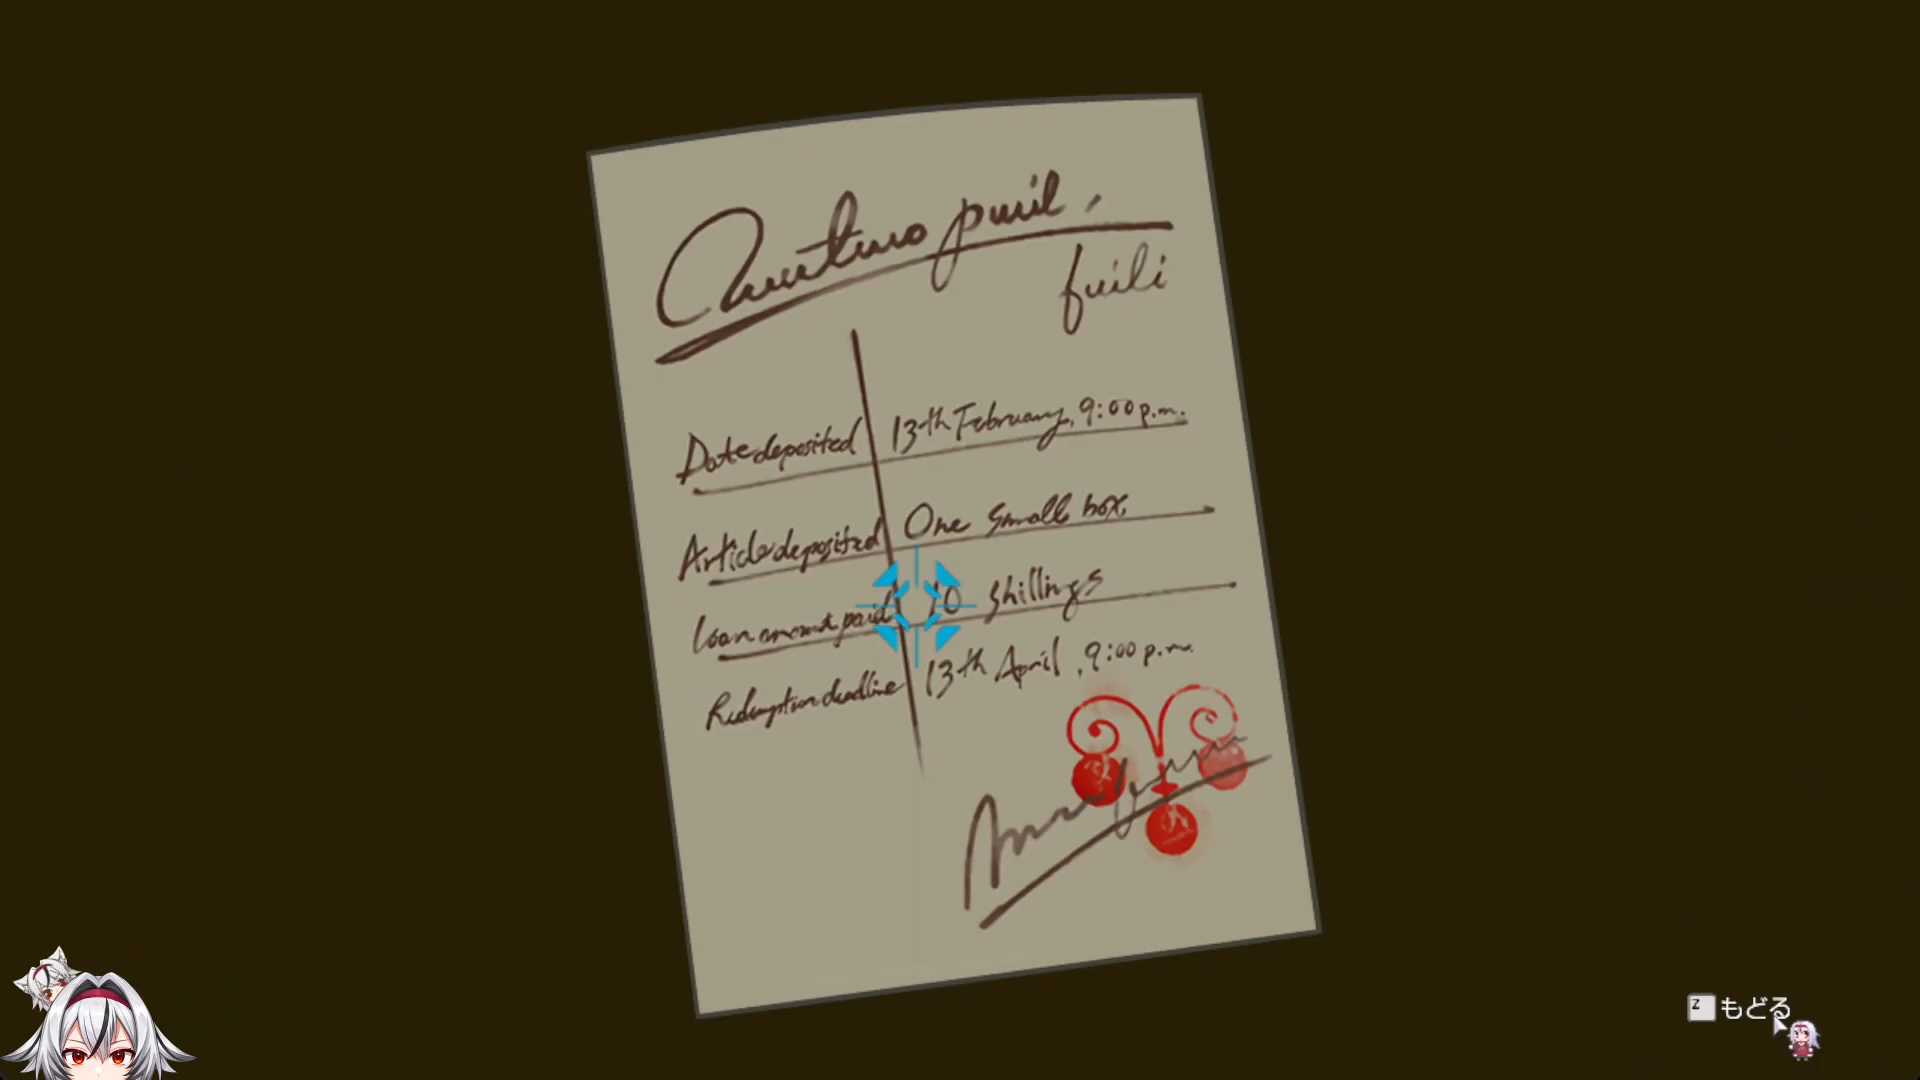 Date deposited 13th February, 9:00 p.m.
Article deposited One small box
Loan amount paid 10 shillings
Redemption deadline 13th April, 9:00 p.m.
Z もどる